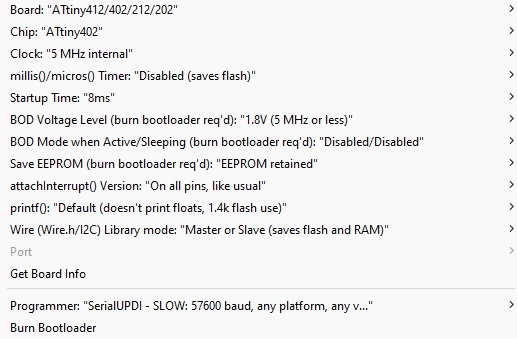 Board: "ATtiny412/402/212/202"
Chip: "ATtiny402"
Clock: "5 MHz internal"
millis()/micros() Timer: "Disabled (saves flash)"
Startup Time: "8ms"
BOD Voltage Level (burn bootloader req'd): "1.8V (5 MHz or less)"
BOD Mode when Active/Sleeping (burn bootloader req'd): "Disabled/Disabled"
Save EEPROM (burn bootloader req'd): "EEPROM retained"
attachInterrupt() Version: "On all pins, like usual"
printf(): "Default (doesn't print floats, 1.4k flash use)"
Wire (Wire.h/I2C) Library mode: "Master or Slave (saves flash and RAM)"
Port
Get Board Info
Programmer: "SerialUPDI - SLOW: 57600 baud, any platform, any v..."
Burn Bootloader